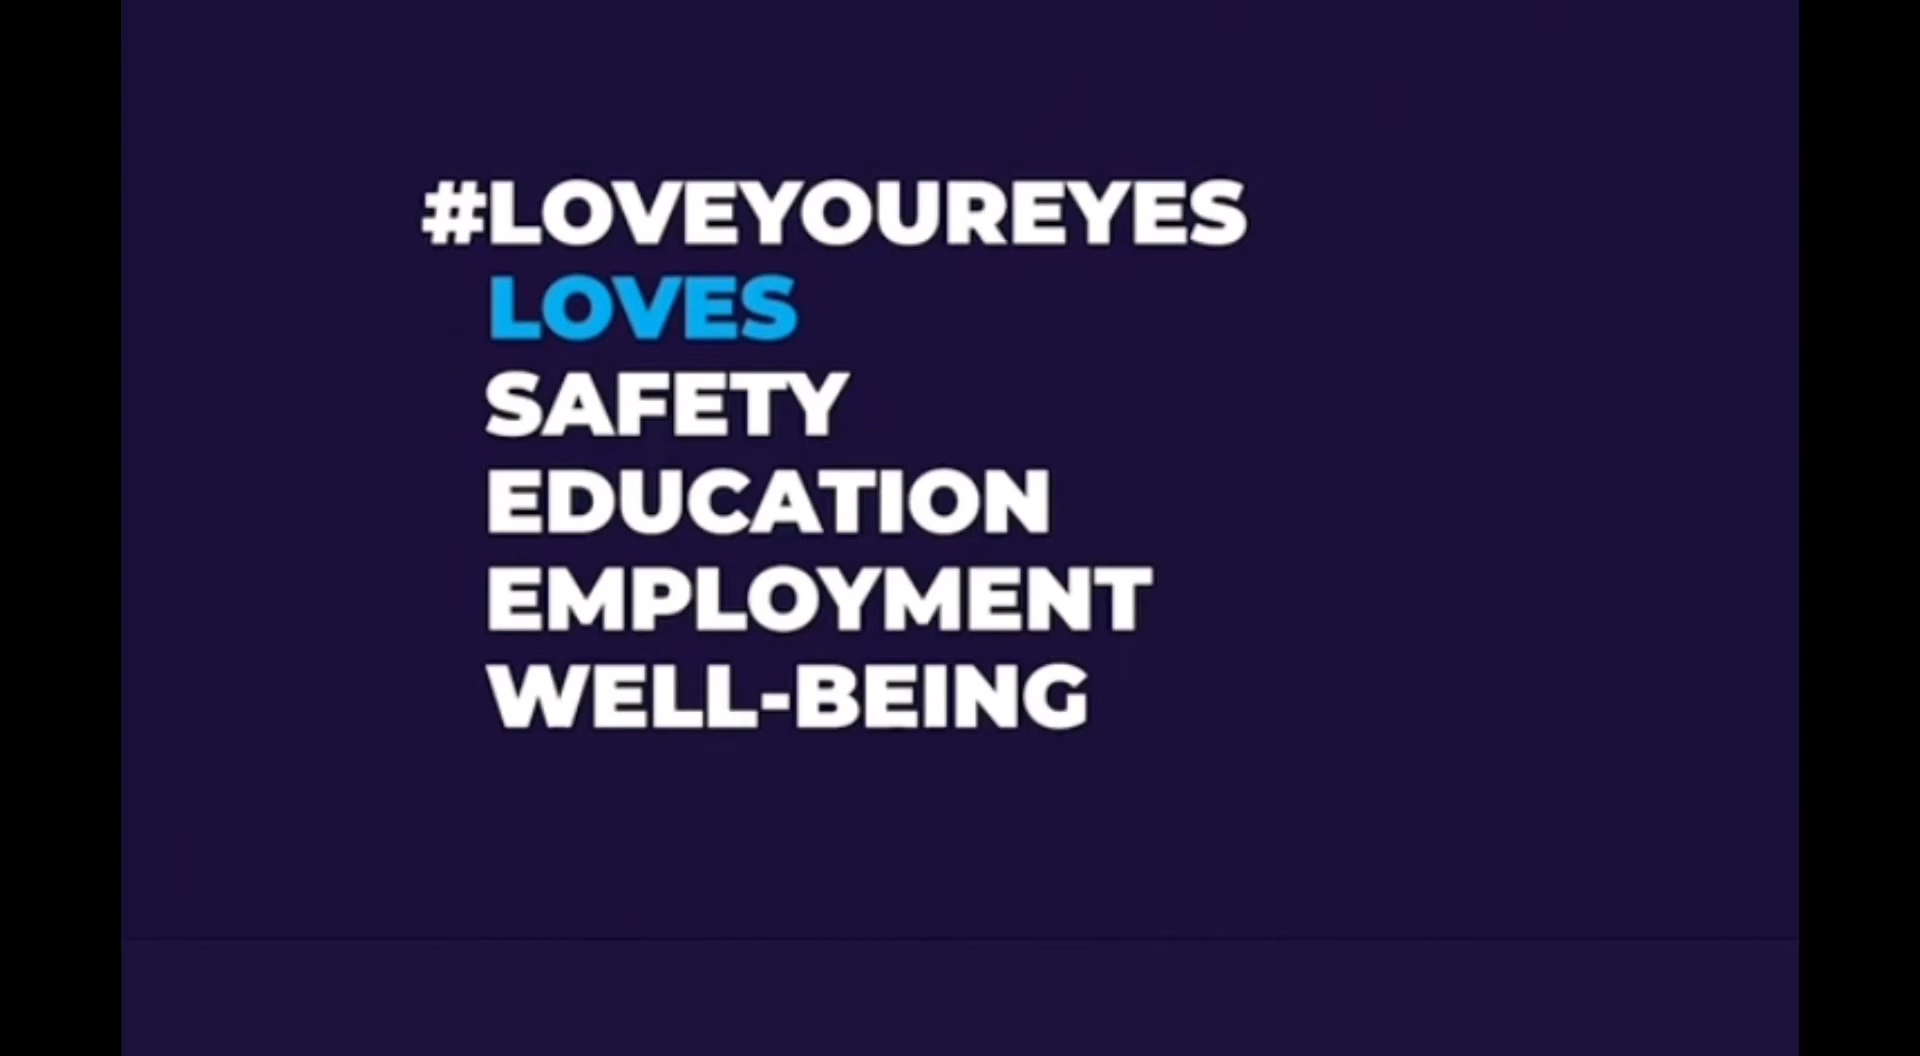 #LOVEYOUREYES
LOVES
SAFETY
EDUCATION
EMPLOYMENT
WELL-BEING